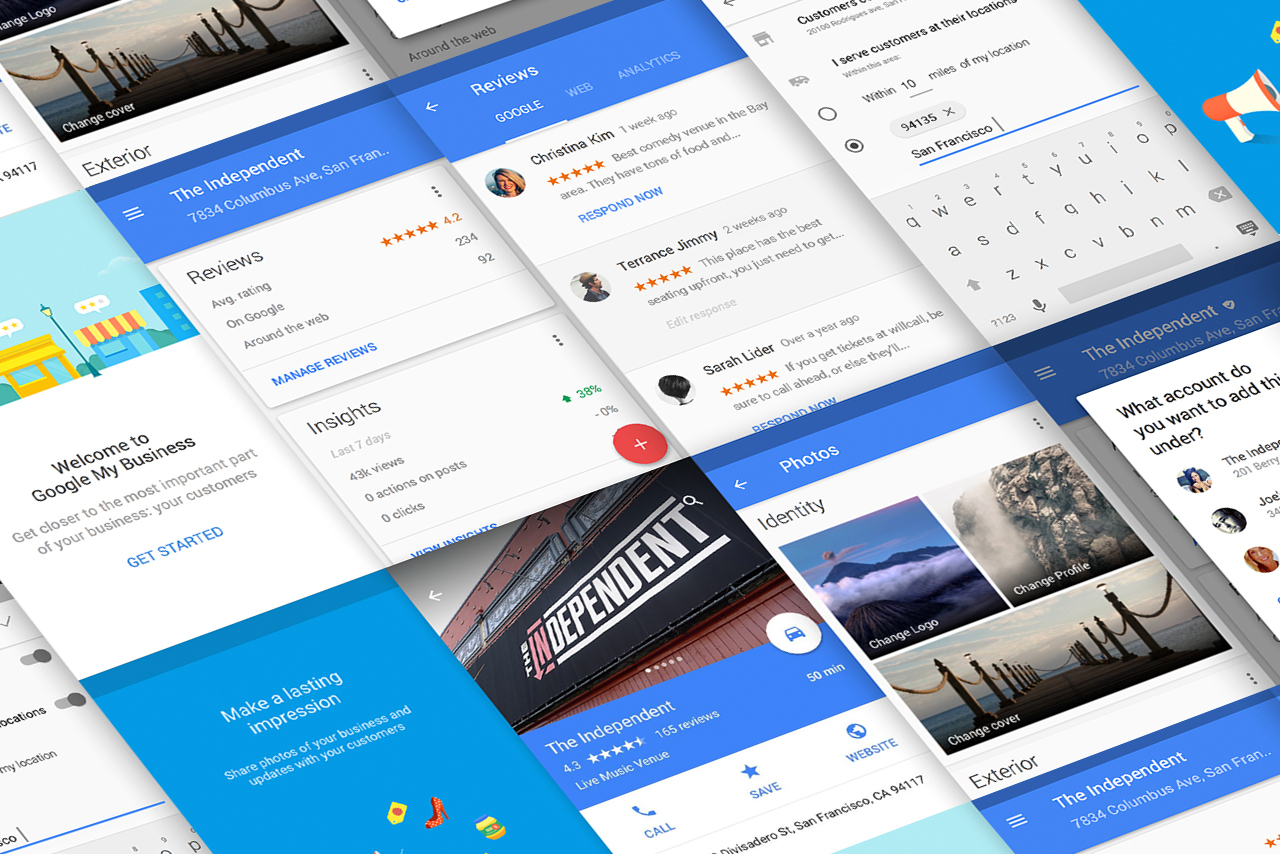 Change Logo
Change cover
Exterior
94117
Around the web
The Independent
7834 Columbus Ave, San Fran..
Reviews
4.2
Avg. rating
234
On Google
92
Around the web
MANAGE REVIEWS
Insights
Last 7 days
38%
43k views
-0%
0 actions on posts
0 clicks
VIEW INSIGHTS
Reviews
GOOGLE
WEB
ANALYTICS
Christina Kim 1 week ago
Best comedy venue in the Bay
area. They have tons of food and...
RESPOND NOW
Terrance Jimmy 2 weeks ago
This place has the best
seating upfront, you just need to get...
Edit response
Sarah Lider Over a year ago
If you get tickets at willcall, be
sure to call ahead, or else they'll...
RESPOND NOW
Customers
20108 Rodrigues ave, San
I serve customers at their locations
Within this area:
Within 10 miles of my location
94135
San Francisco
1 2 3 4 5 6 7 8 9 0
q w e r t y u i o p
a s d f g h j k l
z x c v b n m
?123
Welcome to
Google My Business
Get closer to the most important part
of your business: your customers
GET STARTED
Make a lasting
impression
Share photos of your business and
updates with your customers
my location
THE
INDEPENDENT
50 min
The Independent
4.3 165 reviews
Live Music Venue
CALL
SAVE
WEBSITE
Divisadero St, San Francisco, CA 94117
Photos
Identity
Change Logo
Change Profile
Change cover
Exterior
The Independent
7834 Columbus Ave, San Fran..
The Independent
7834 Columbus Ave, San Fr
What account do
you want to add thi
under?
201 Berry